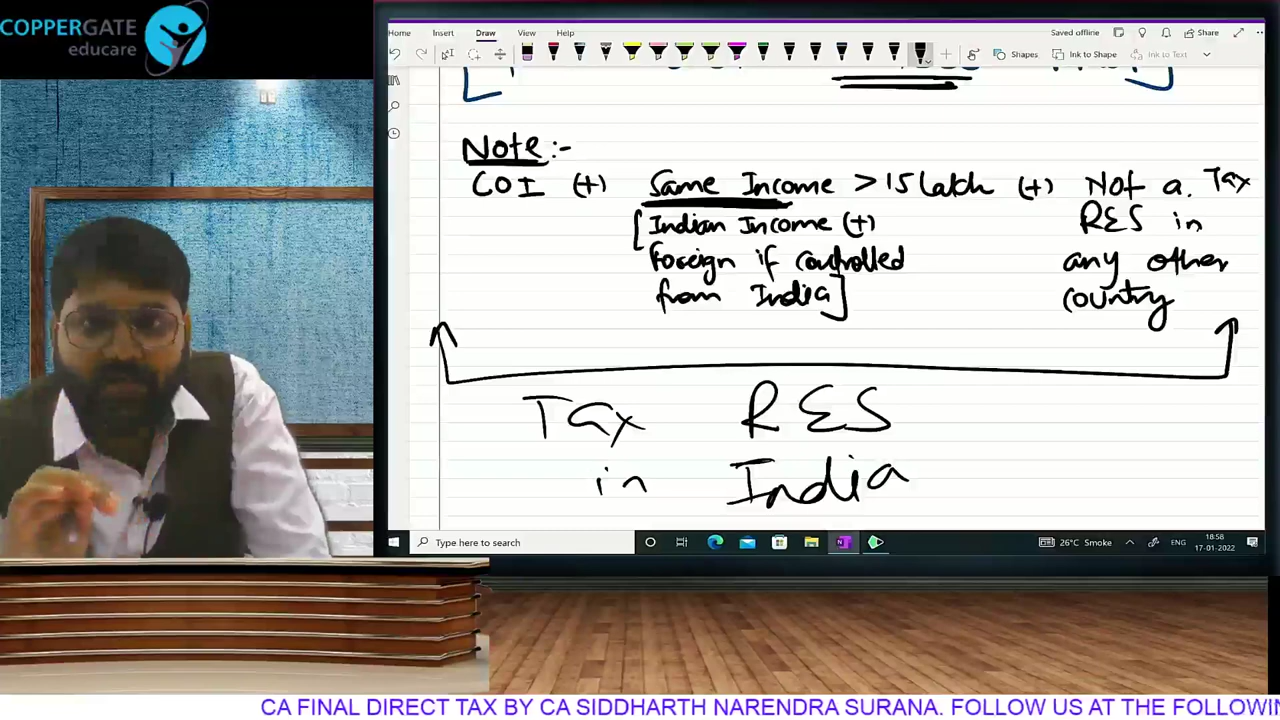 COPPERGATE
educare
Home Insert Draw View Help
Saved offline
Share
Shapes
Ink to Shape
Ink to Text
Note:-
COI (+) Same Income > 15 Lakh (+) Not a. Tax
[Indian Income (+) RES in
Foreign if controlled any other
from India] country
Tax RES
in India
Type here to search
26°C Smoke
ENG
18:58
17-01-2022
CA FINAL DIRECT TAX BY CA SIDDHARTH NARENDRA SURANA. FOLLOW US AT THE FOLLOWI